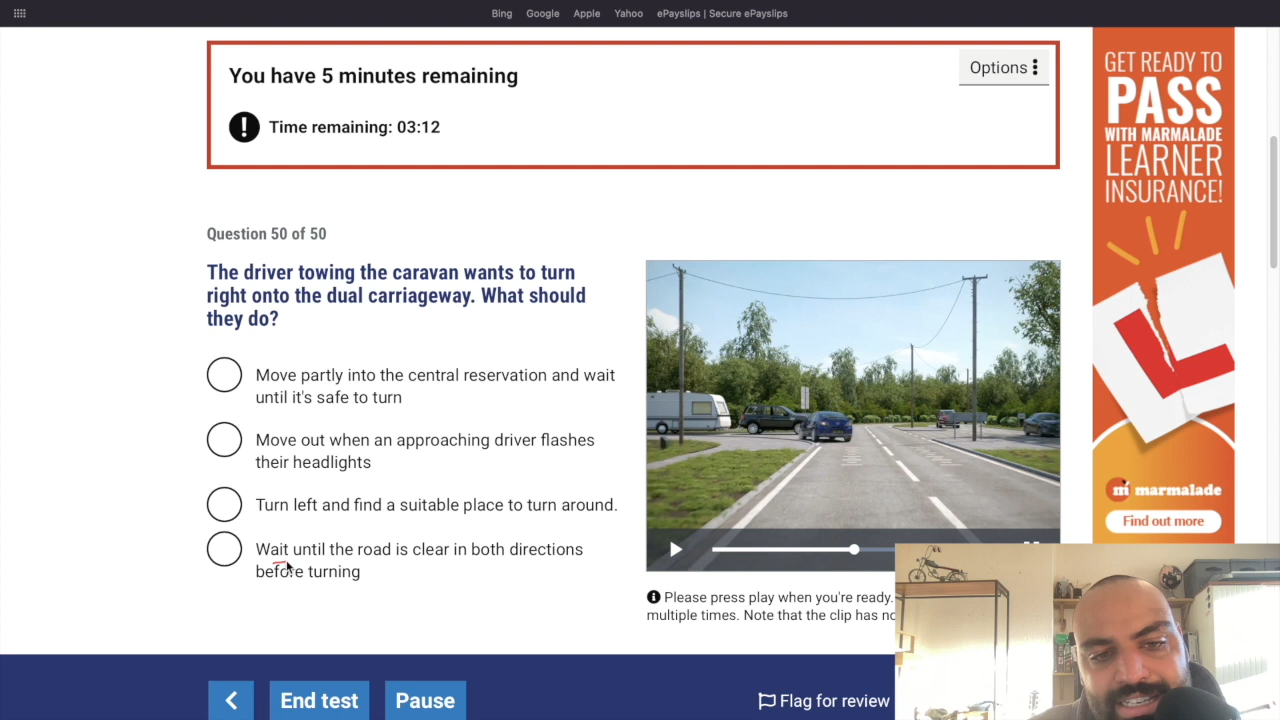 Bing Google Apple Yahoo ePayslips | Secure ePayslips
You have 5 minutes remaining
Options
Time remaining: 03:12
Question 50 of 50
The driver towing the caravan wants to turn
right onto the dual carriageway. What should
they do?
Move partly into the central reservation and wait
until it's safe to turn
Move out when an approaching driver flashes
their headlights
Turn left and find a suitable place to turn around.
Wait until the road is clear in both directions
before turning
Please press play when you're ready.
multiple times. Note that the clip has no
End test
Pause
Flag for review
GET READY TO
PASS
WITH MARMALADE
LEARNER
INSURANCE!
marmalade
Find out more